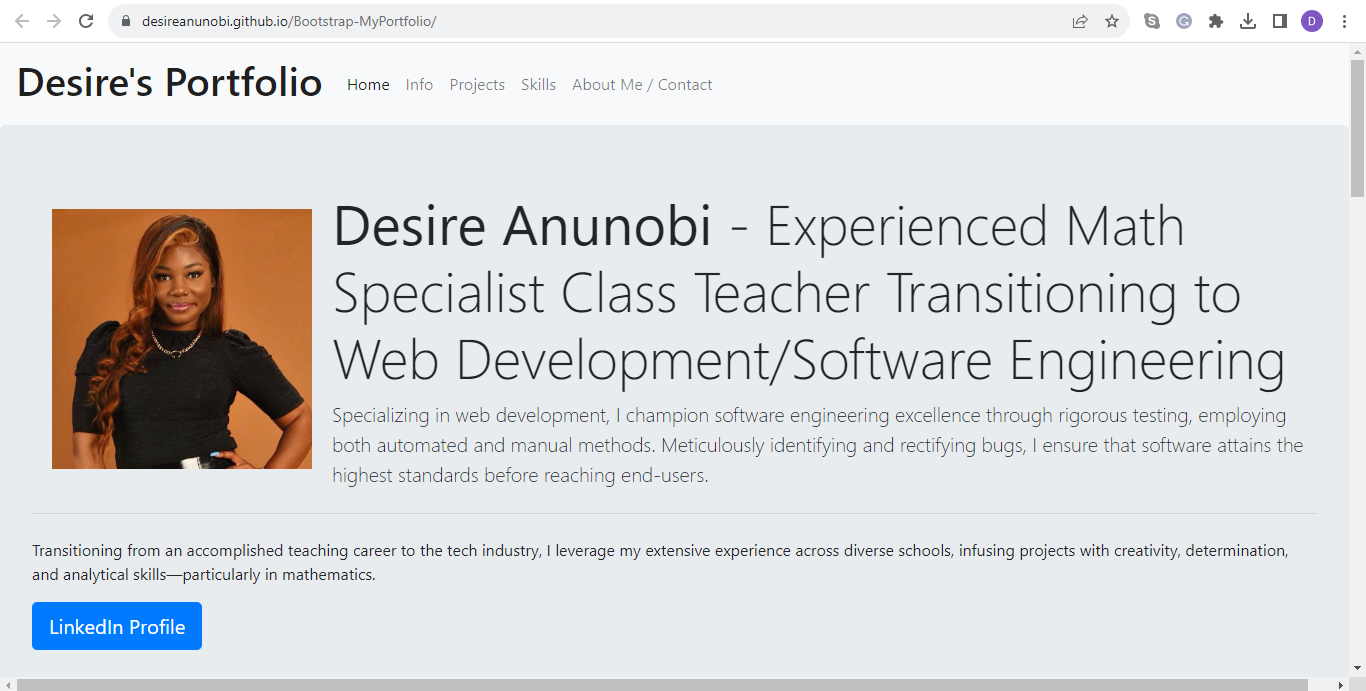 desireanunobi.github.io/Bootstrap-MyPortfolio/
D
Desire's Portfolio Home Info Projects Skills About Me / Contact
Desire Anunobi - Experienced Math
Specialist Class Teacher Transitioning to
Web Development/Software Engineering
Specializing in web development, I champion software engineering excellence through rigorous testing, employing
both automated and manual methods. Meticulously identifying and rectifying bugs, I ensure that software attains the
highest standards before reaching end-users.
Transitioning from an accomplished teaching career to the tech industry, I leverage my extensive experience across diverse schools, infusing projects with creativity, determination,
and analytical skills—particularly in mathematics.
LinkedIn Profile